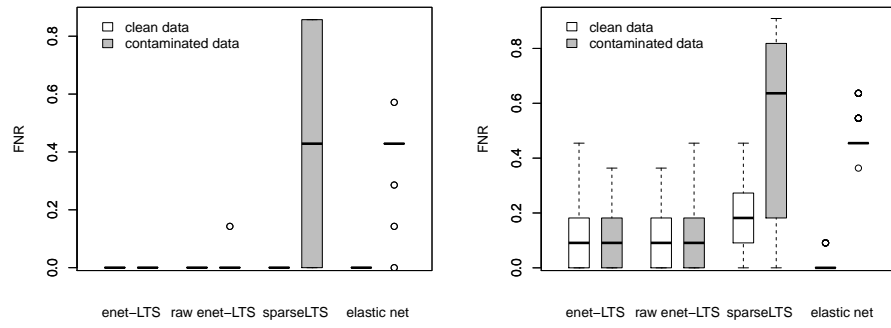 clean data
contaminated data
FNR
0.0 0.2 0.4 0.6 0.8
enet−LTS raw enet−LTS sparseLTS elastic net
clean data
contaminated data
FNR
0.0 0.2 0.4 0.6 0.8
enet−LTS raw enet−LTS sparseLTS elastic net